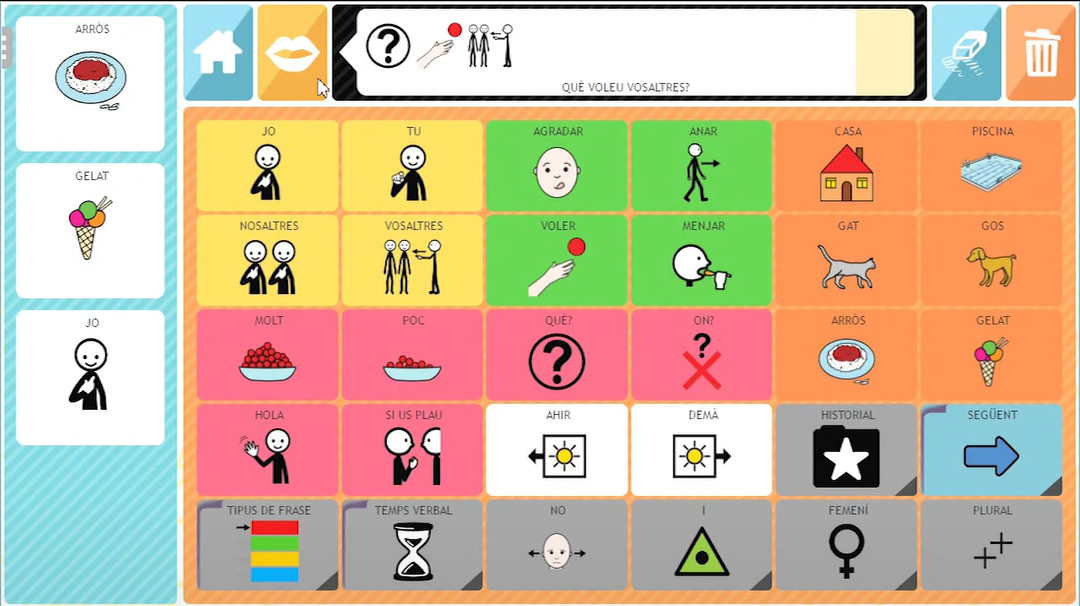 ARRÒS
GELAT
JO
QUÈ VOLEU VOSALTRES?
JO
TU
AGRADAR
ANAR
CASA
PISCINA
NOSALTRES
VOSALTRES
VOLER
MENJAR
GAT
GOS
MOLT
POC
QUÈ?
ON?
ARRÒS
GELAT
HOLA
SI US PLAU
AHIR
DEMÀ
HISTORIAL
SEGÜENT
TIPUS DE FRASE
TEMPS VERBAL
NO
I
FEMENÍ
PLURAL